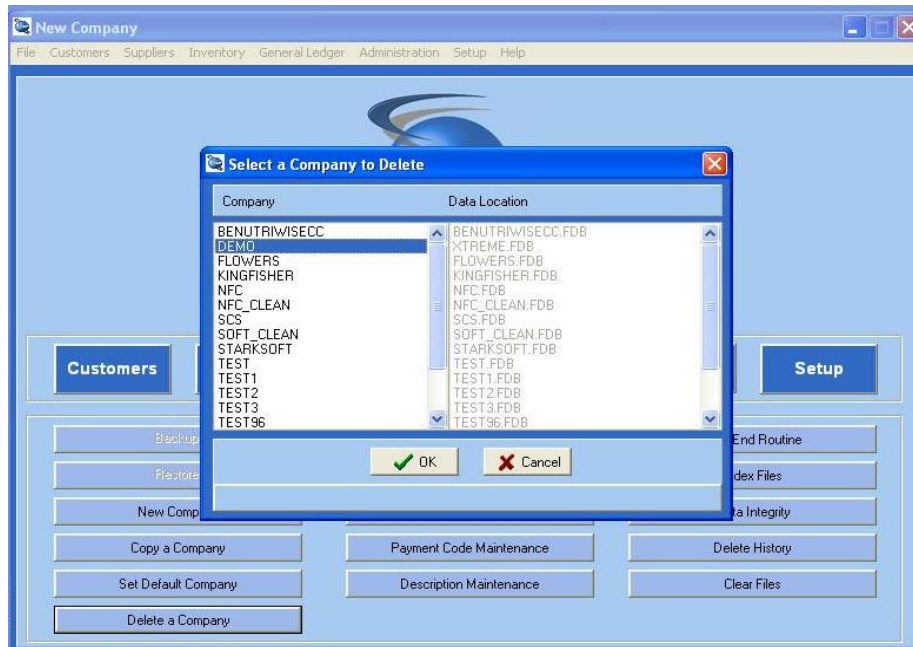 New Company
File Customers Suppliers Inventory General Ledger Administration Setup Help
Select a Company to Delete
Company Data Location
BENUTRIWISECC BENUTRIWISECC.FDB
DEMO XTREME.FDB
FLOWERS FLOWERS.FDB
KINGFISHER KINGFISHER.FDB
NFC NFC.FDB
NFC_CLEAN NFC_CLEAN.FDB
SCS SCS.FDB
SOFT_CLEAN SOFT_CLEAN.FDB
STARKSOFT STARKSOFT.FDB
TEST TEST.FDB
TEST1 TEST1.FDB
TEST2 TEST2.FDB
TEST3 TEST3.FDB
TEST96 TEST96.FDB
Customers Setup
OK Cancel
Backup End Routine
Restore dex Files
New Comp ta Integrity
Copy a Company Payment Code Maintenance Delete History
Set Default Company Description Maintenance Clear Files
Delete a Company